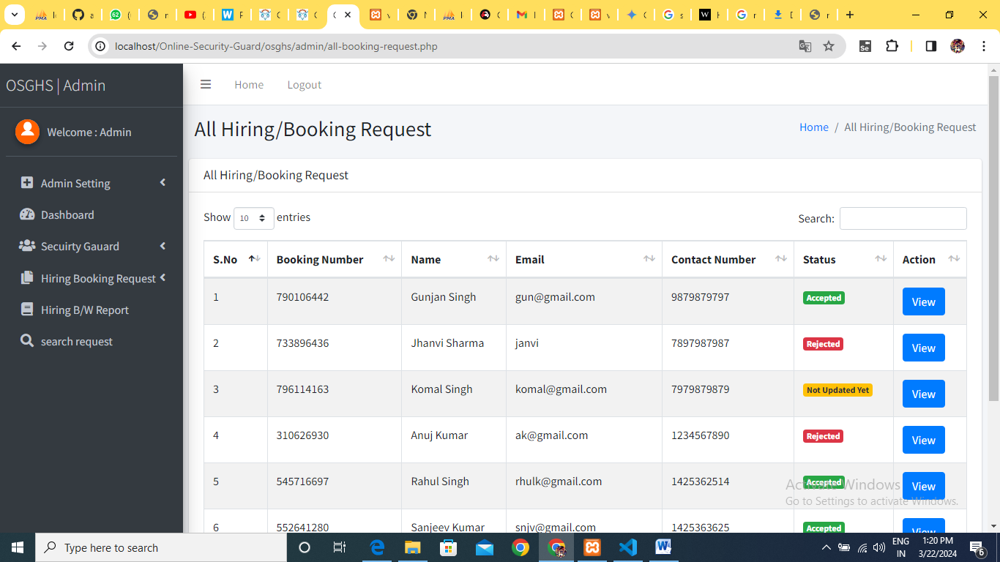 localhost/Online-Security-Guard/osghs/admin/all-booking-request.php
OSGHS | Admin
Home Logout
Welcome : Admin
All Hiring/Booking Request
Home / All Hiring/Booking Request
Admin Setting
Dashboard
Secuirty Gauard
Hiring Booking Request
Hiring B/W Report
search request
All Hiring/Booking Request
Show 10 entries
Search:
S.No Booking Number Name Email Contact Number Status Action
1 790106442 Gunjan Singh gun@gmail.com 9879879797 Accepted View
2 733896436 Jhanvi Sharma janvi 7897987987 Rejected View
3 796114163 Komal Singh komal@gmail.com 7979879879 Not Updated Yet View
4 310626930 Anuj Kumar ak@gmail.com 1234567890 Rejected View
5 545716697 Rahul Singh rhulk@gmail.com 1425362514 Accepted View
6 552641280 Sanjeev Kumar snjv@gmail.com 1425363625 Accepted View
Activate Windows
Go to Settings to activate Windows.
Type here to search
ENG
IN
1:20 PM
3/22/2024
6